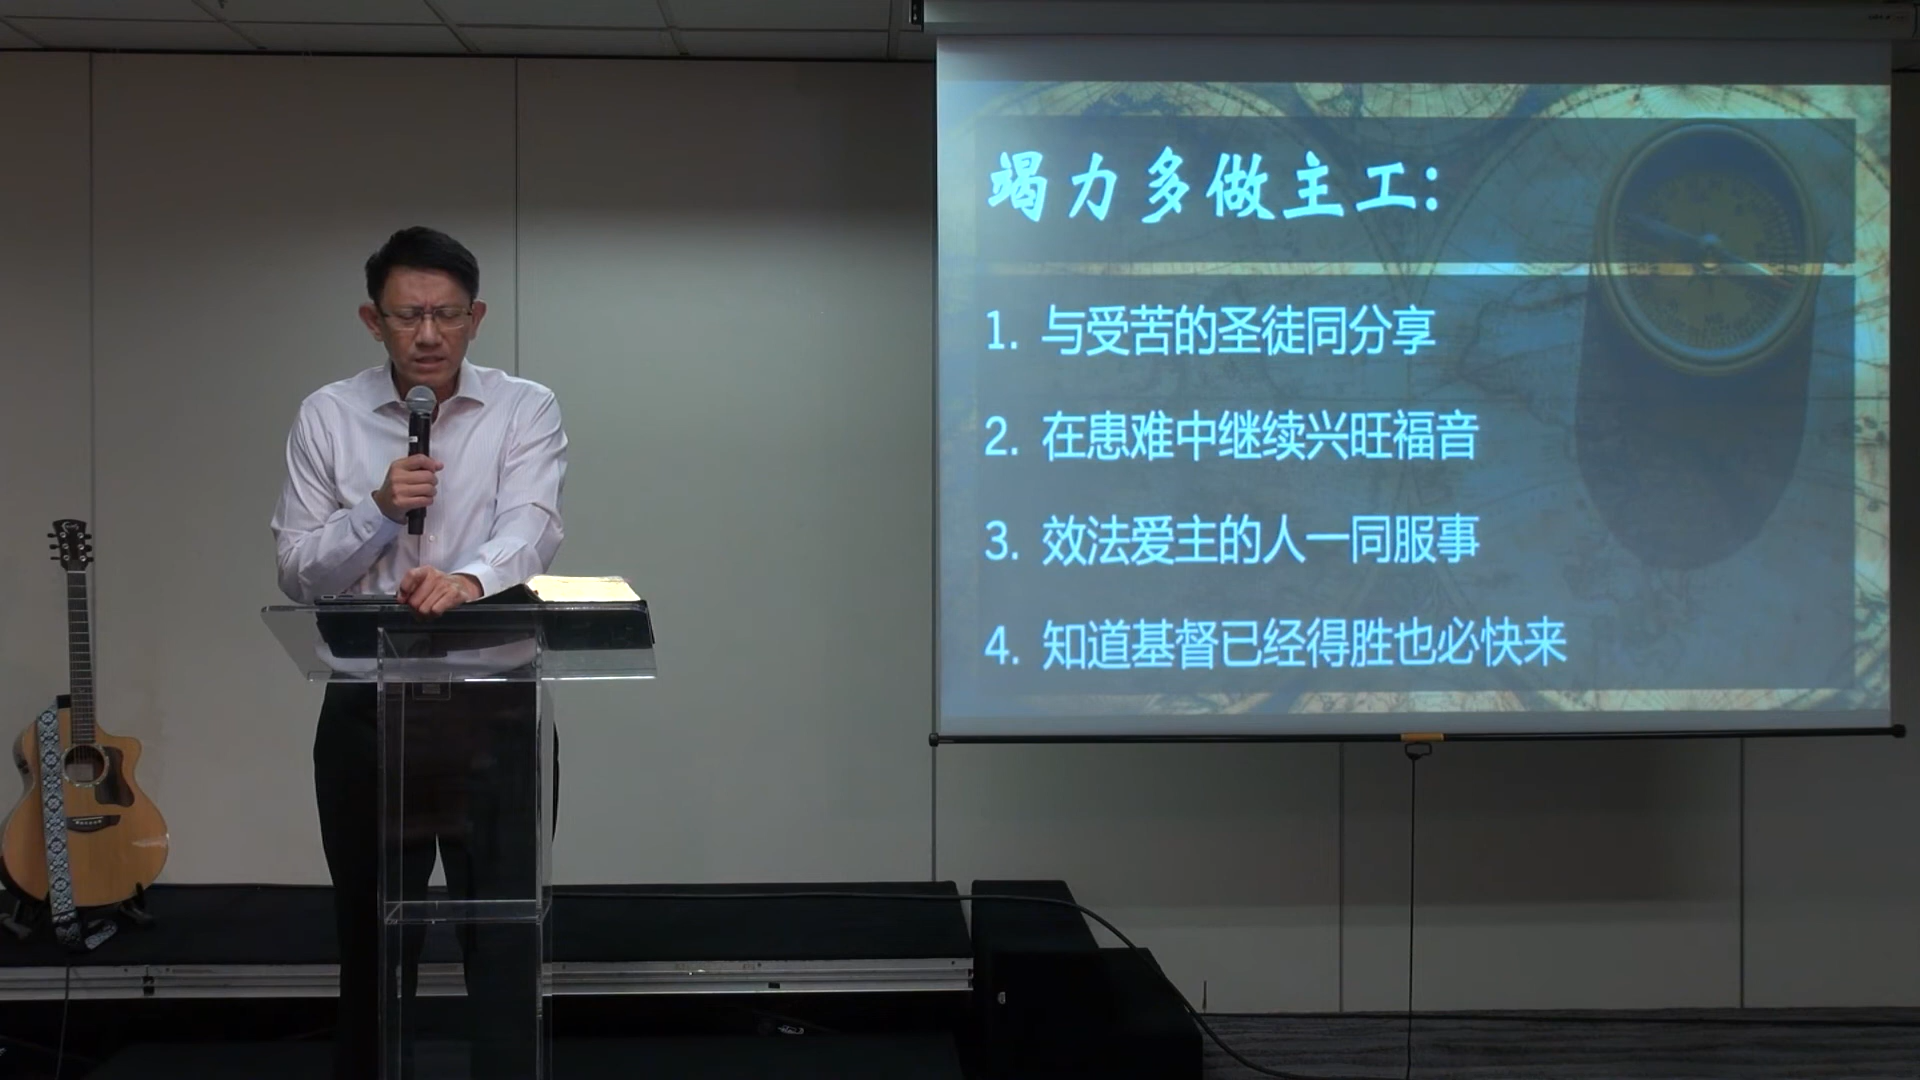 竭力多做主工:
1. 与受苦的圣徒同分享
2. 在患难中继续兴旺福音
3. 效法爱主的人一同服事
4. 知道基督已经得胜也必快来